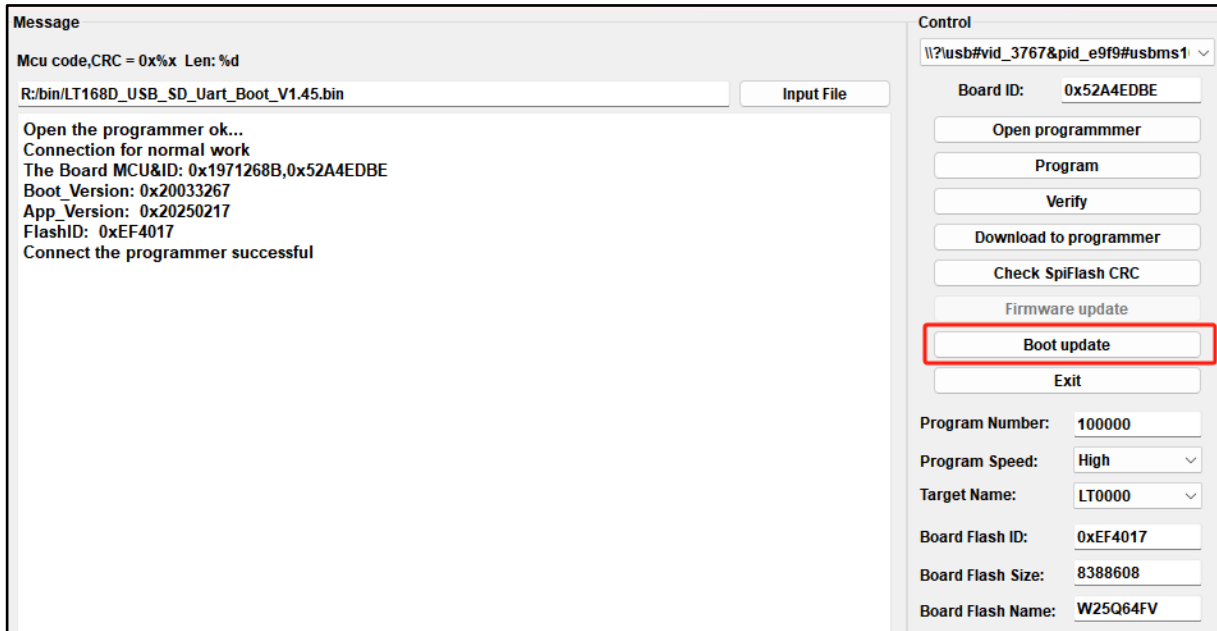 Message
Mcu code,CRC = 0x%x  Len: %d
R:/bin/LT168D_USB_SD_Uart_Boot_V1.45.bin
Input File
Open the programmer ok...
Connection for normal work
The Board MCU&ID: 0x1971268B,0x52A4EDBE
Boot_Version: 0x20033267
App_Version:  0x20250217
FlashID:  0xEF4017
Connect the programmer successful
Control
\\?\usb#vid_3767&pid_e9f9#usbms1
Board ID: 0x52A4EDBE
Open programmmer
Program
Verify
Download to programmer
Check SpiFlash CRC
Firmware update
Boot update
Exit
Program Number: 100000
Program Speed: High
Target Name: LT0000
Board Flash ID: 0xEF4017
Board Flash Size: 8388608
Board Flash Name: W25Q64FV